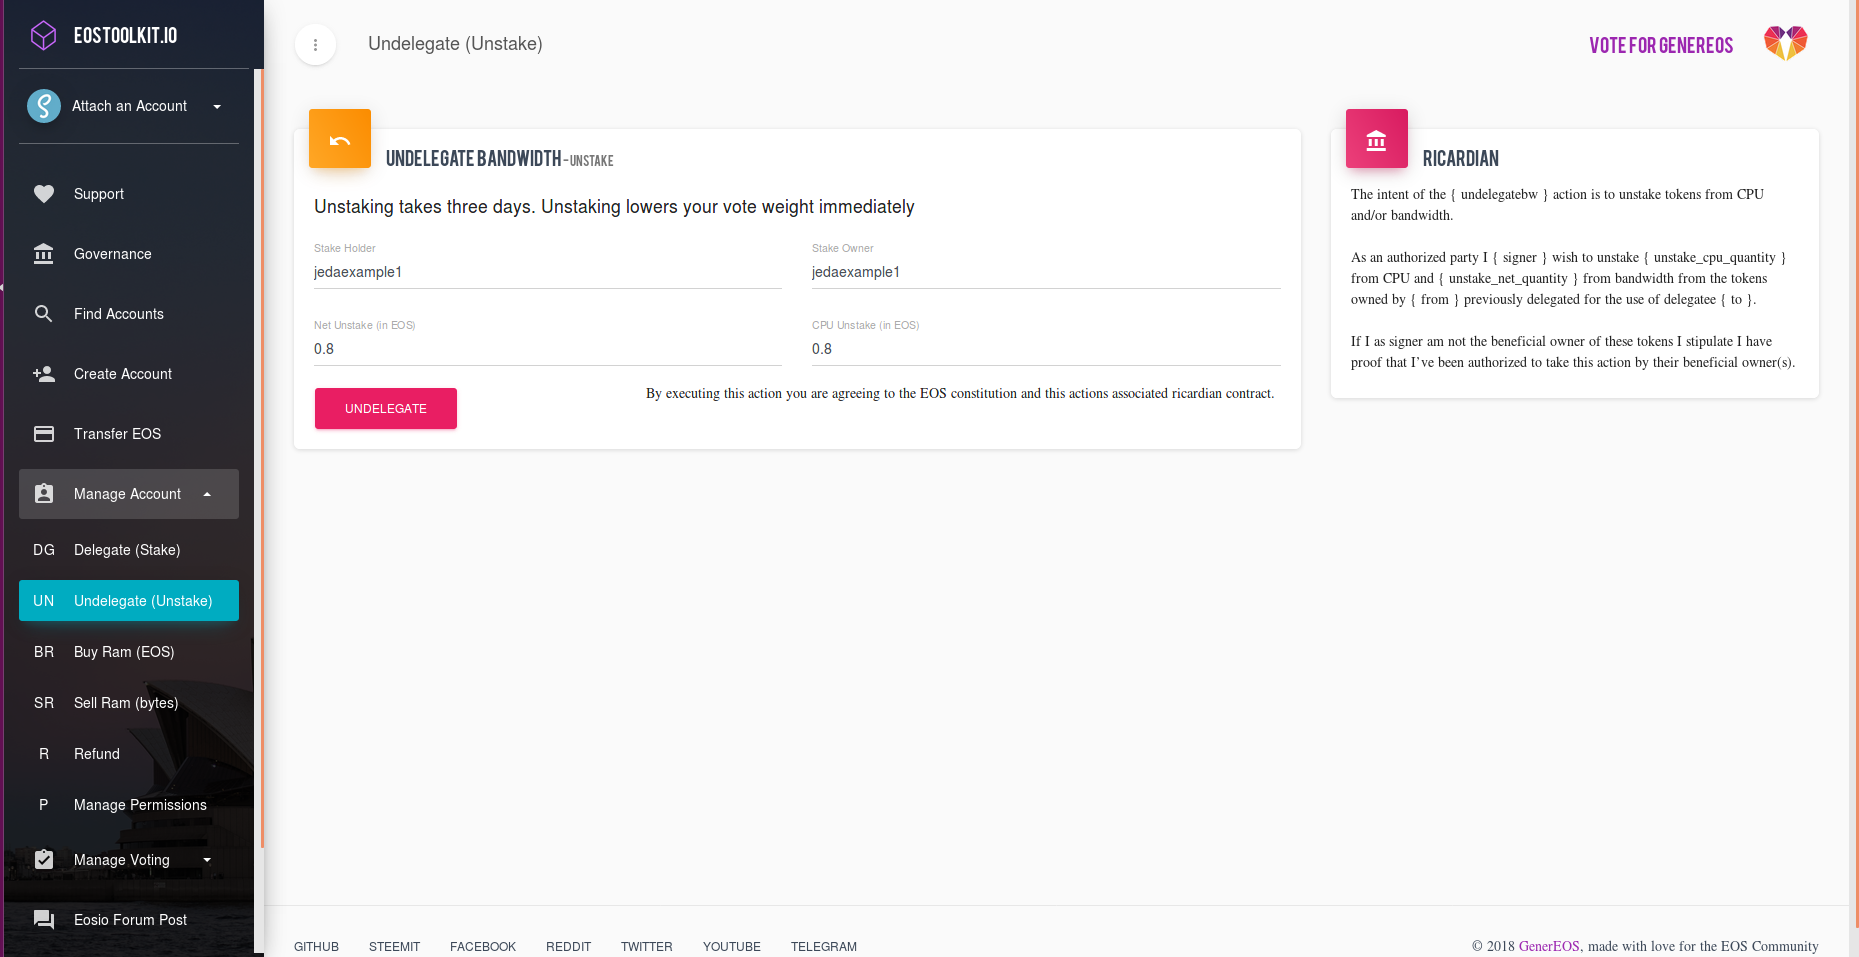 EOSTOOLKIT.IO
Attach an Account
Support
Governance
Find Accounts
Create Account
Transfer EOS
Manage Account
DG Delegate (Stake)
UN Undelegate (Unstake)
BR Buy Ram (EOS)
SR Sell Ram (bytes)
R Refund
P Manage Permissions
Manage Voting
Eosio Forum Post
Undelegate (Unstake)
VOTE FOR GENEREOS
UNDELEGATE BANDWIDTH - UNSTAKE
Unstaking takes three days. Unstaking lowers your vote weight immediately
Stake Holder
jedaexample1
Stake Owner
jedaexample1
Net Unstake (in EOS)
0.8
CPU Unstake (in EOS)
0.8
UNDELEGATE
By executing this action you are agreeing to the EOS constitution and this actions associated ricardian contract.
RICARDIAN
The intent of the { undelegatebw } action is to unstake tokens from CPU
and/or bandwidth.
As an authorized party I { signer } wish to unstake { unstake_cpu_quantity }
from CPU and { unstake_net_quantity } from bandwidth from the tokens
owned by { from } previously delegated for the use of delegatee { to }.
If I as signer am not the beneficial owner of these tokens I stipulate I have
proof that I've been authorized to take this action by their beneficial owner(s).
GITHUB STEEMIT FACEBOOK REDDIT TWITTER YOUTUBE TELEGRAM
© 2018 GenerEOS, made with love for the EOS Community